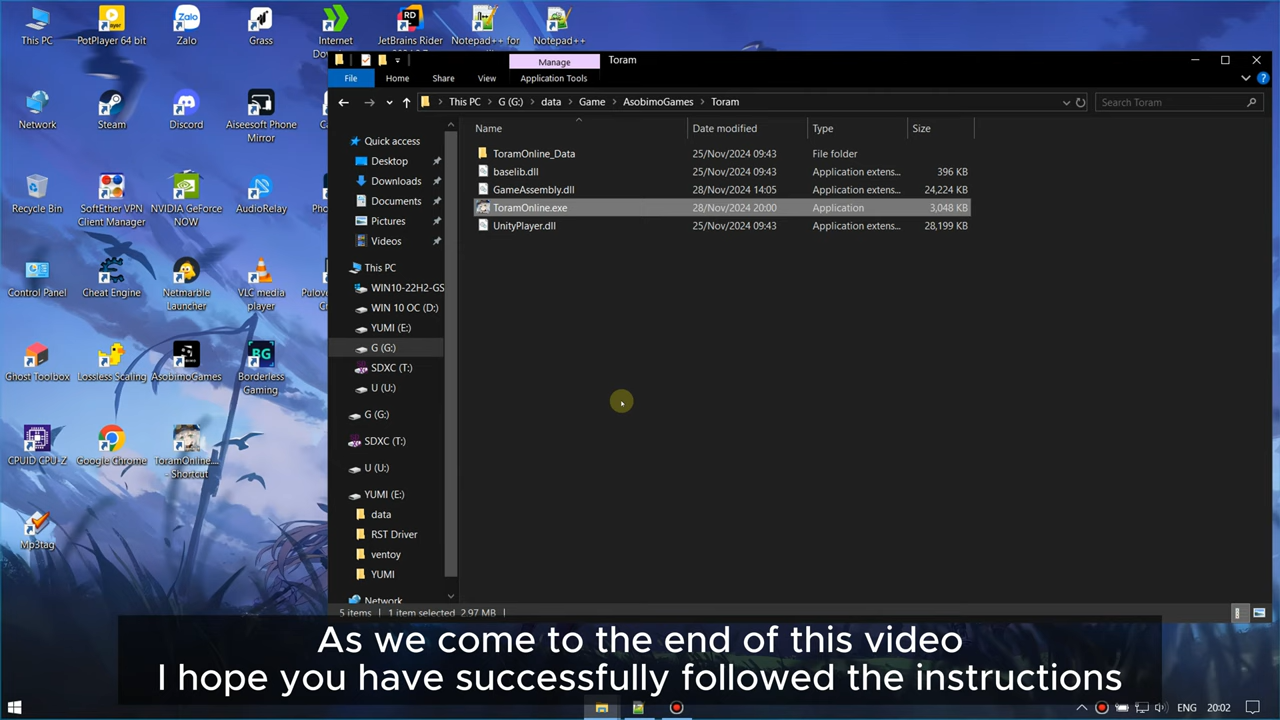 This PC
PotPlayer 64 bit
Zalo
Grass
Internet
JetBrains Rider
Notepad++ for
Notepad++
Network
Steam
Discord
Aiseesoft Phone
Mirror
Recycle Bin
SoftEther VPN
Client Manager
NVIDIA GeForce
NOW
AudioRelay
Control Panel
Cheat Engine
Netmarble
Launcher
VLC media
player
Ghost Toolbox
Lossless Scaling
AsobimoGames
Borderless
Gaming
CPUID CPU-Z
Google Chrome
ToramOnline....
- Shortcut
Mp3tag
Manage
Toram
File
Home
Share
View
Application Tools
This PC > G (G:) > data > Game > AsobimoGames > Toram
Search Toram
Name Date modified Type Size
ToramOnline_Data 25/Nov/2024 09:43 File folder
baselib.dll 25/Nov/2024 09:43 Application extens... 396 KB
GameAssembly.dll 28/Nov/2024 14:05 Application extens... 24,224 KB
ToramOnline.exe 28/Nov/2024 20:00 Application 3,048 KB
UnityPlayer.dll 25/Nov/2024 09:43 Application extens... 28,199 KB
Quick access
Desktop
Downloads
Documents
Pictures
Videos
This PC
WIN10-22H2-GS
WIN 10 OC (D:)
YUMI (E:)
G (G:)
SDXC (T:)
U (U:)
G (G:)
SDXC (T:)
U (U:)
YUMI (E:)
data
RST Driver
ventoy
YUMI
Network
5 items 1 item selected 2.97 MB
As we come to the end of this video
I hope you have successfully followed the instructions
ENG 20:02